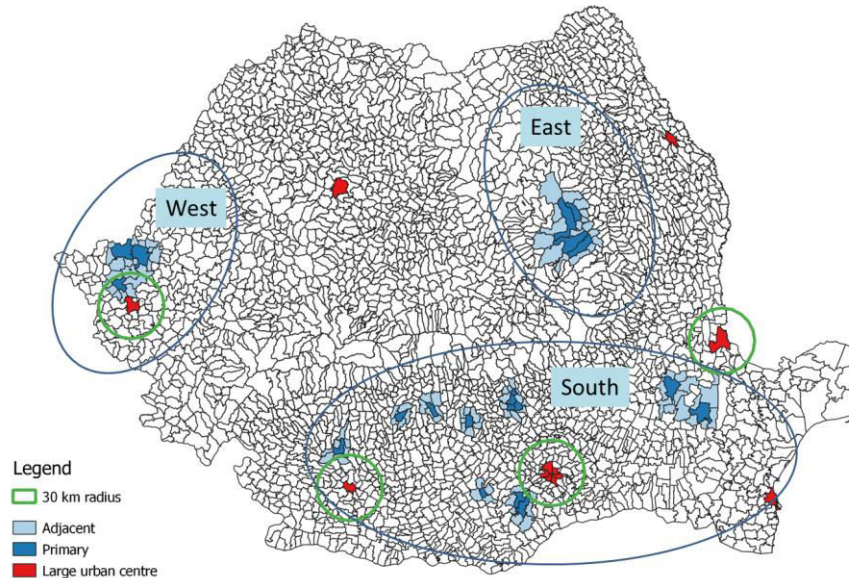 East
West
South
Legend
30 km radius
Adjacent
Primary
Large urban centre